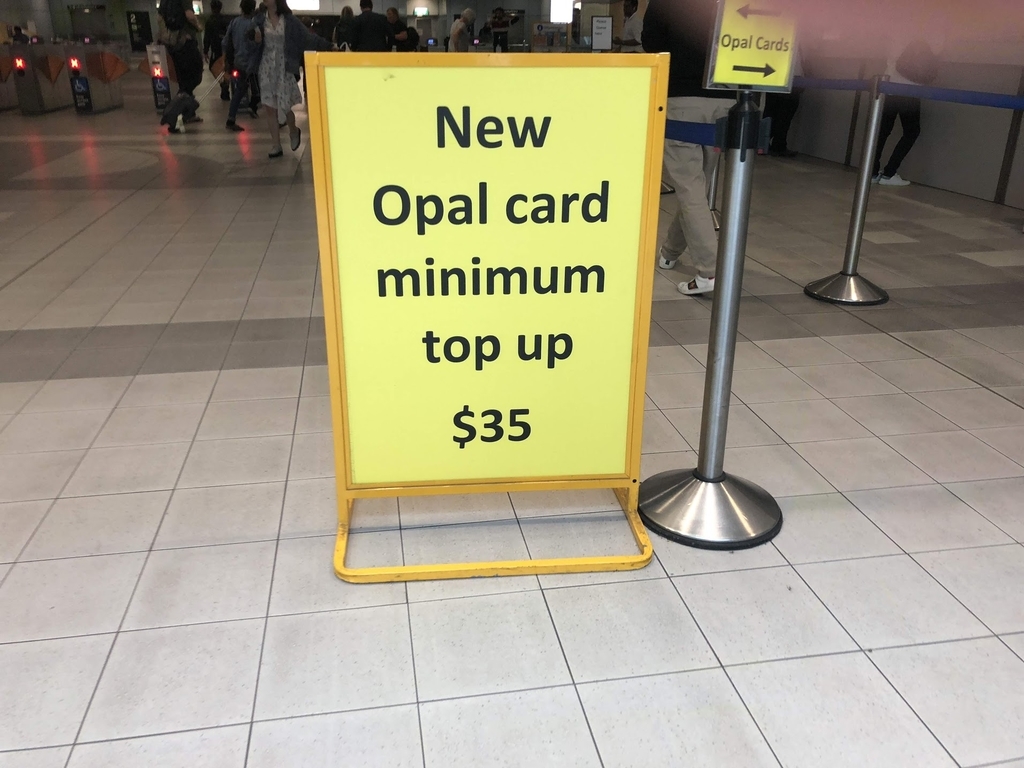 New
Opal card
minimum
top up
$35
Opal Cards